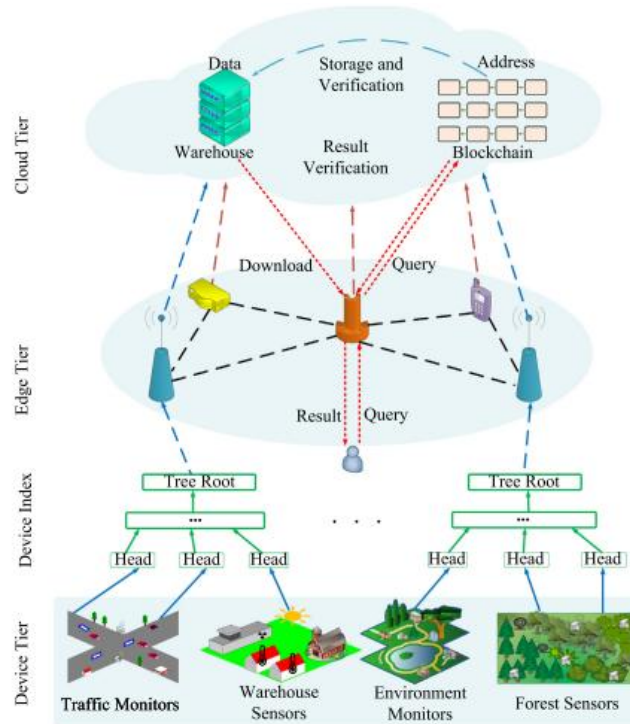 Cloud Tier
Data
Storage and
Verification
Address
Warehouse
Result
Verification
Blockchain
Edge Tier
Download
Query
Result
Query
Device Index
Tree Root
Tree Root
...
. . . .
...
Head
Head
Head
Head
Head
Head
Device Tier
Traffic Monitors
Warehouse
Sensors
Environment
Monitors
Forest Sensors